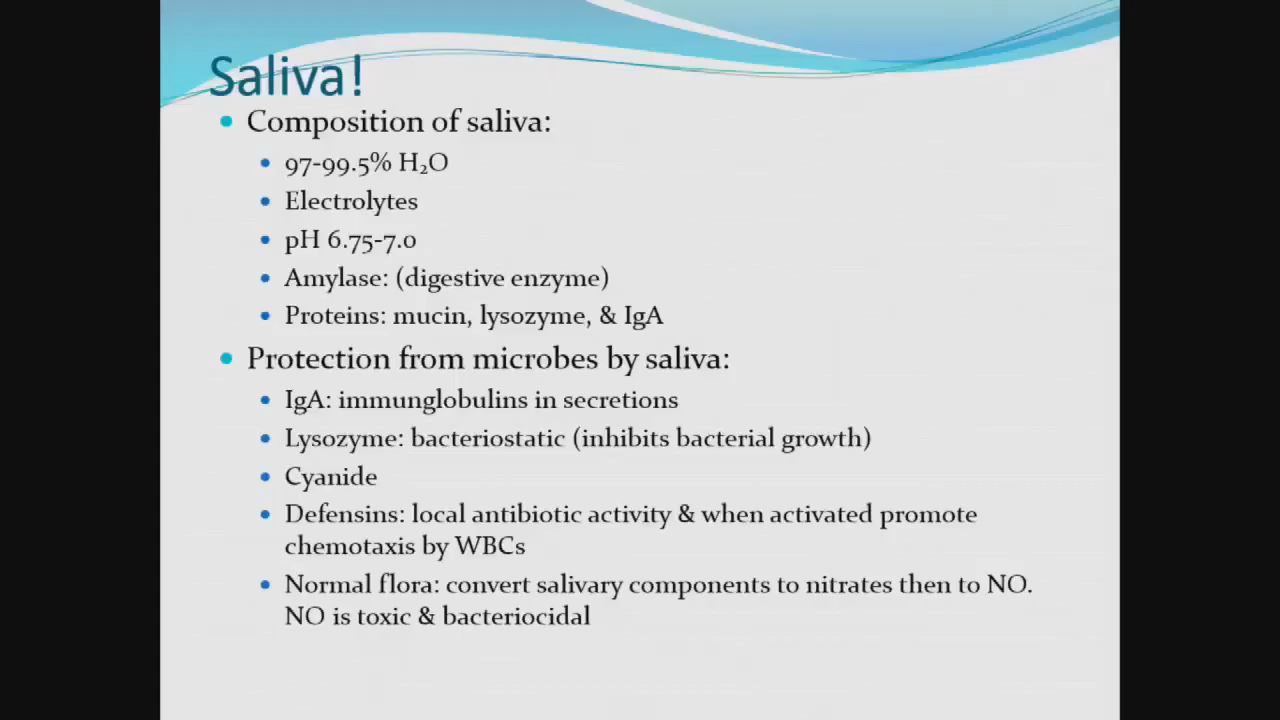 Saliva!
• Composition of saliva:
• 97-99.5% H₂O
• Electrolytes
• pH 6.75-7.0
• Amylase: (digestive enzyme)
• Proteins: mucin, lysozyme, & IgA
• Protection from microbes by saliva:
• IgA: immunglobulins in secretions
• Lysozyme: bacteriostatic (inhibits bacterial growth)
• Cyanide
• Defensins: local antibiotic activity & when activated promote
chemotaxis by WBCs
• Normal flora: convert salivary components to nitrates then to NO.
NO is toxic & bacteriocidal